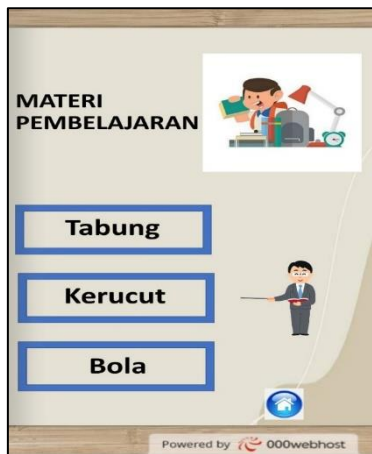 MATERI
PEMBELAJARAN
Tabung
Kerucut
Bola
Powered by 000webhost